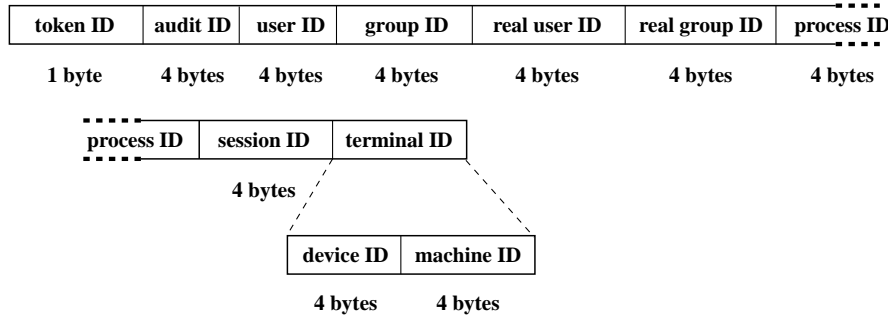 token ID audit ID user ID group ID real user ID real group ID process ID
1 byte 4 bytes 4 bytes 4 bytes 4 bytes 4 bytes 4 bytes
process ID session ID terminal ID
4 bytes
device ID machine ID
4 bytes 4 bytes